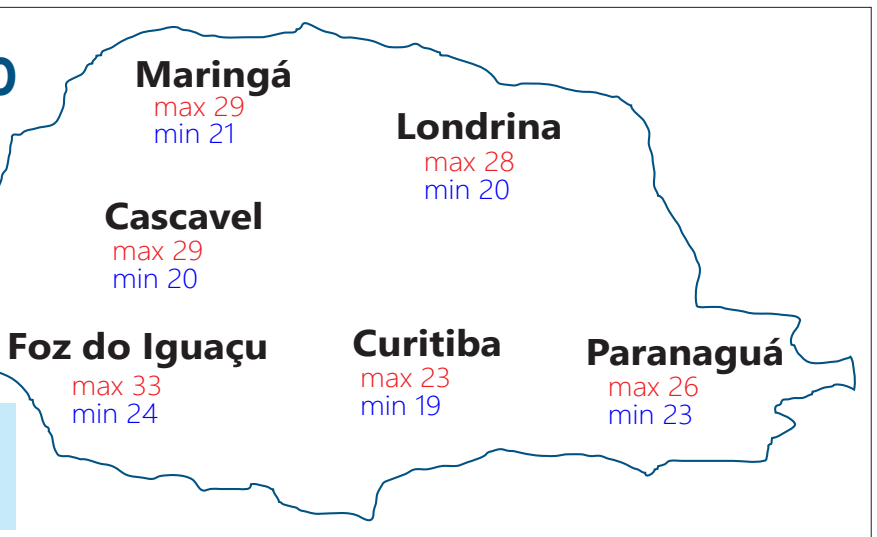 Maringá
max 29
min 21
Londrina
max 28
min 20
Cascavel
max 29
min 20
Foz do Iguaçu
max 33
min 24
Curitiba
max 23
min 19
Paranaguá
max 26
min 23